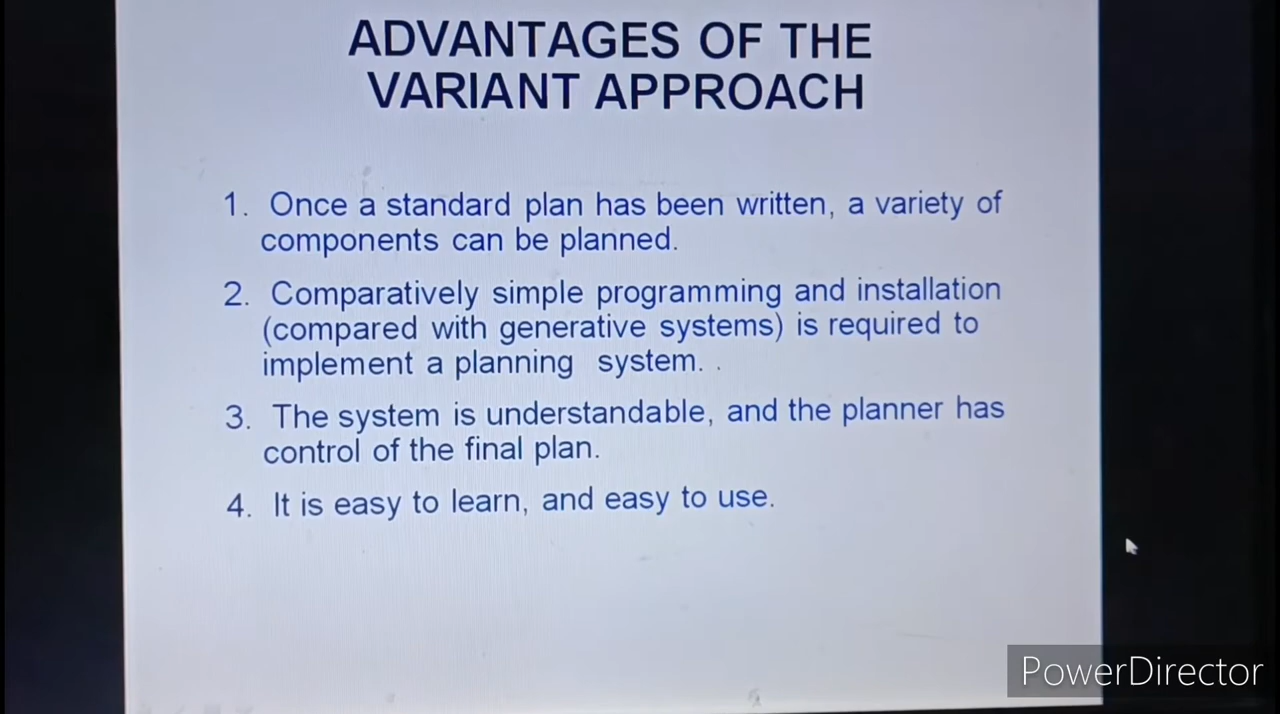 ADVANTAGES OF THE
VARIANT APPROACH
1. Once a standard plan has been written, a variety of
components can be planned.
2. Comparatively simple programming and installation
(compared with generative systems) is required to
implement a planning system. .
3. The system is understandable, and the planner has
control of the final plan.
4. It is easy to learn, and easy to use.
PowerDirector